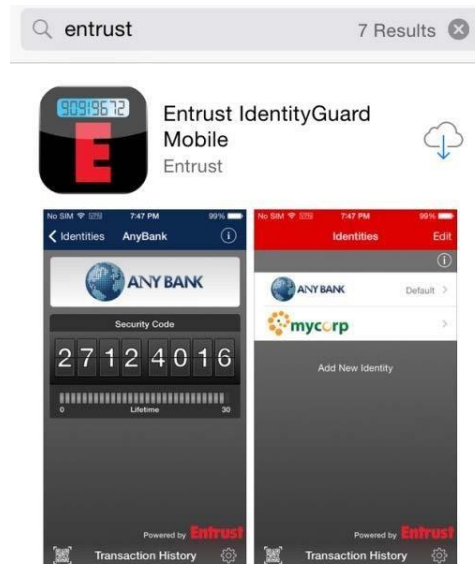 entrust 7 Results
90919672
E
Entrust IdentityGuard
Mobile
Entrust
No SIM 7:47 PM 99%
Identities AnyBank
ANY BANK
Security Code
2 7 1 2 4 0 1 6
0 Lifetime 30
Powered by Entrust
Transaction History
No SIM 7:47 PM 99%
Identities Edit
ANY BANK Default
mycorp
Add New Identity
Powered by Entrust
Transaction History